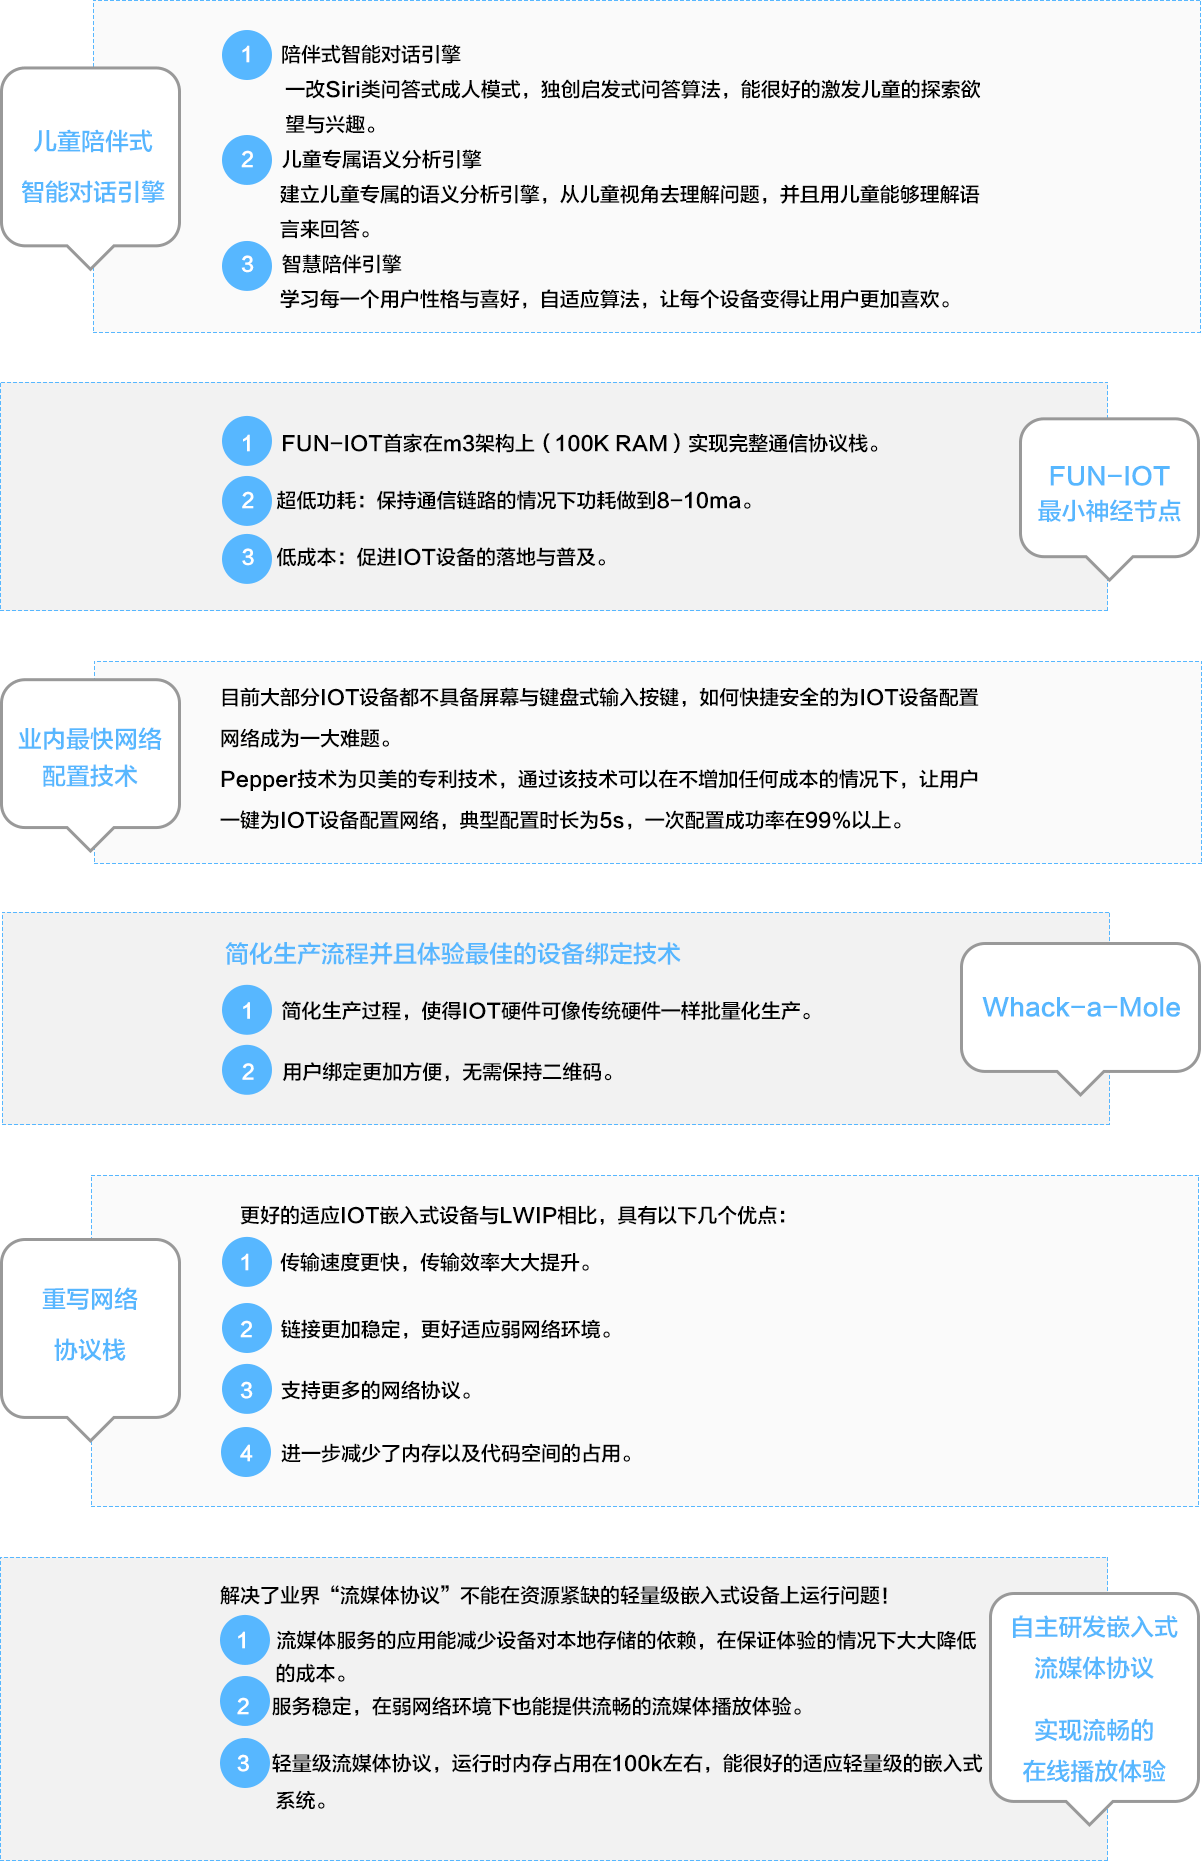 儿童陪伴式
智能对话引擎
1 陪伴式智能对话引擎
一改Siri类问答式成人模式，独创启发式问答算法，能很好的激发儿童的探索欲
望与兴趣。
2 儿童专属语义分析引擎
建立儿童专属的语义分析引擎，从儿童视角去理解问题，并且用儿童能够理解语
言来回答。
3 智慧陪伴引擎
学习每一个用户性格与喜好，自适应算法，让每个设备变得让用户更加喜欢。
FUN-IOT
最小神经节点
1 FUN-IOT首家在m3架构上（100K RAM）实现完整通信协议栈。
2 超低功耗：保持通信链路的情况下功耗做到8-10ma。
3 低成本：促进IOT设备的落地与普及。
业内最快网络
配置技术
目前大部分IOT设备都不具备屏幕与键盘式输入按键，如何快捷安全的为IOT设备配置
网络成为一大难题。
Pepper技术为贝美的专利技术，通过该技术可以在不增加任何成本的情况下，让用户
一键为IOT设备配置网络，典型配置时长为5s，一次配置成功率在99%以上。
Whack-a-Mole
简化生产流程并且体验最佳的设备绑定技术
1 简化生产过程，使得IOT硬件可像传统硬件一样批量化生产。
2 用户绑定更加方便，无需保持二维码。
重写网络
协议栈
更好的适应IOT嵌入式设备与LWIP相比，具有以下几个优点：
1 传输速度更快，传输效率大大提升。
2 链接更加稳定，更好适应弱网络环境。
3 支持更多的网络协议。
4 进一步减少了内存以及代码空间的占用。
自主研发嵌入式
流媒体协议
实现流畅的
在线播放体验
解决了业界“流媒体协议”不能在资源紧缺的轻量级嵌入式设备上运行问题！
1 流媒体服务的应用能减少设备对本地存储的依赖，在保证体验的情况下大大降低
的成本。
2 服务稳定，在弱网络环境下也能提供流畅的流媒体播放体验。
3 轻量级流媒体协议，运行时内存占用在100k左右，能很好的适应轻量级的嵌入式
系统。